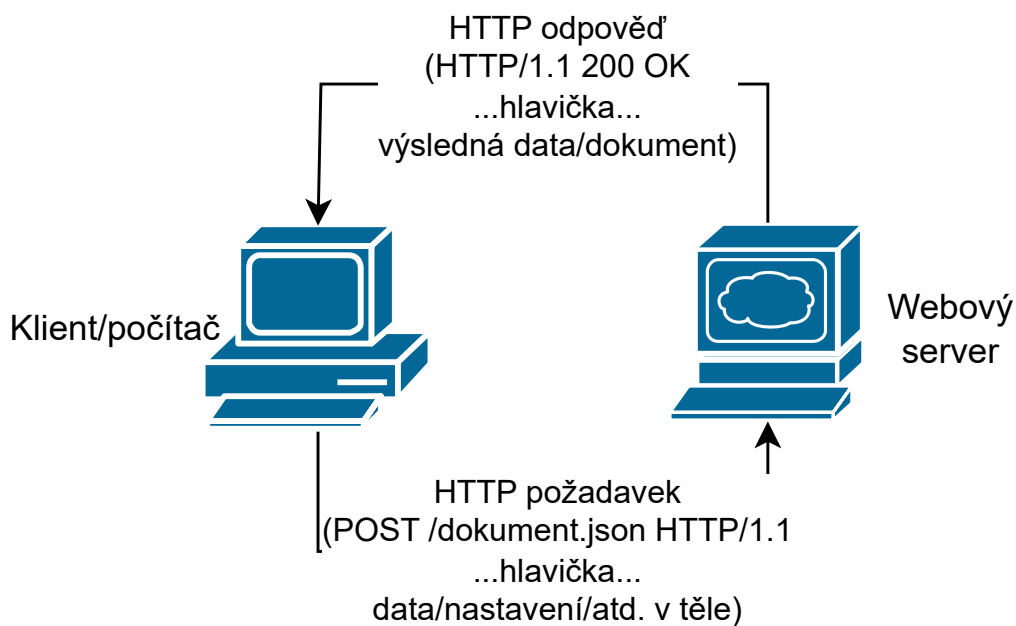 HTTP odpověď
(HTTP/1.1 200 OK
...hlavička...
výsledná data/dokument)
Klient/počítač
Webový
server
HTTP požadavek
(POST /dokument.json HTTP/1.1
...hlavička...
data/nastavení/atd. v těle)